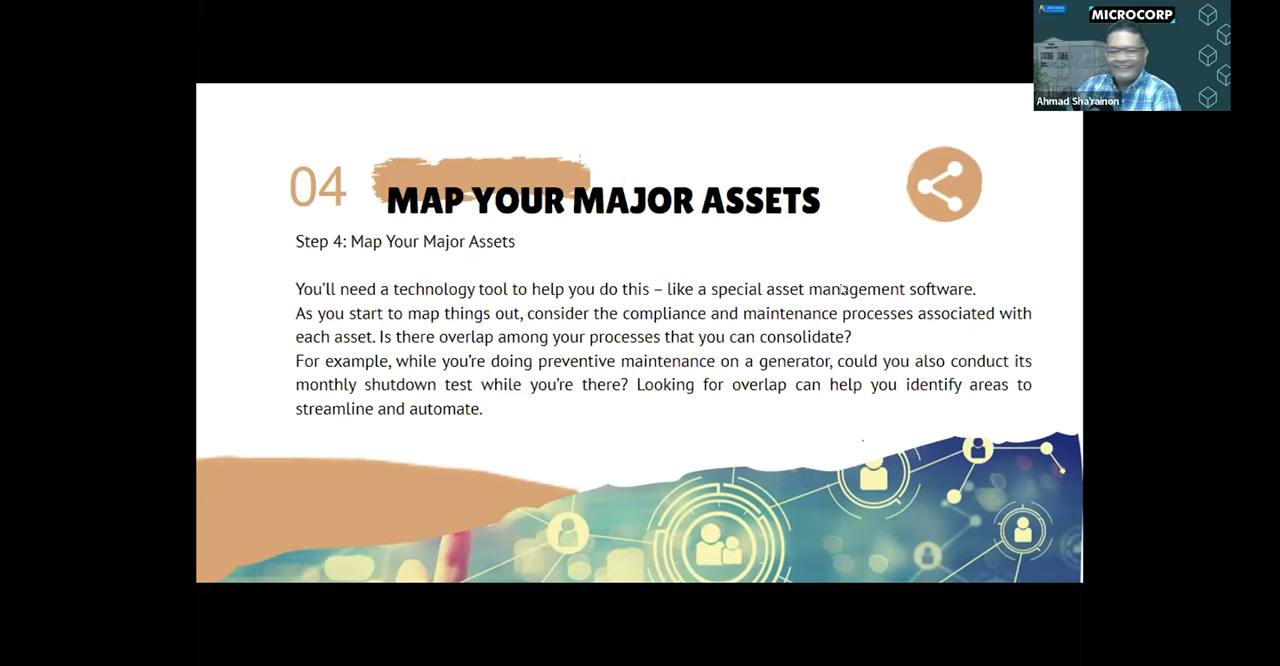 MICROCORP
Ahmad Sha'rainon
04 MAP YOUR MAJOR ASSETS
Step 4: Map Your Major Assets
You'll need a technology tool to help you do this – like a special asset management software.
As you start to map things out, consider the compliance and maintenance processes associated with
each asset. Is there overlap among your processes that you can consolidate?
For example, while you're doing preventive maintenance on a generator, could you also conduct its
monthly shutdown test while you're there? Looking for overlap can help you identify areas to
streamline and automate.